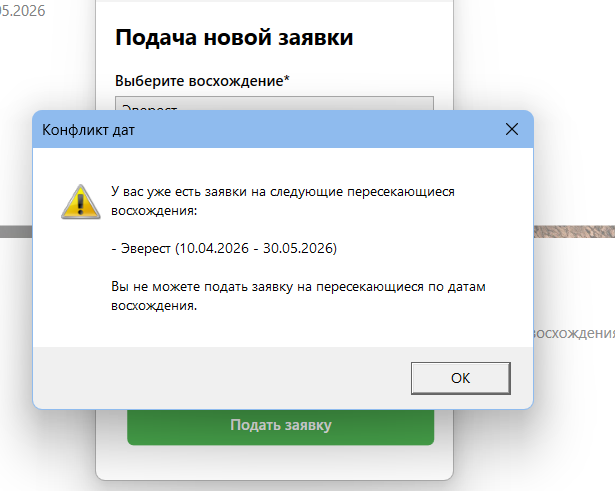 05.2026
Подача новой заявки
Выберите восхождение*
Эверест
Конфликт дат
У вас уже есть заявки на следующие пересекающиеся
восхождения:
- Эверест (10.04.2026 - 30.05.2026)
Вы не можете подать заявку на пересекающиеся по датам
восхождения.
восхождения
OK
Подать заявку